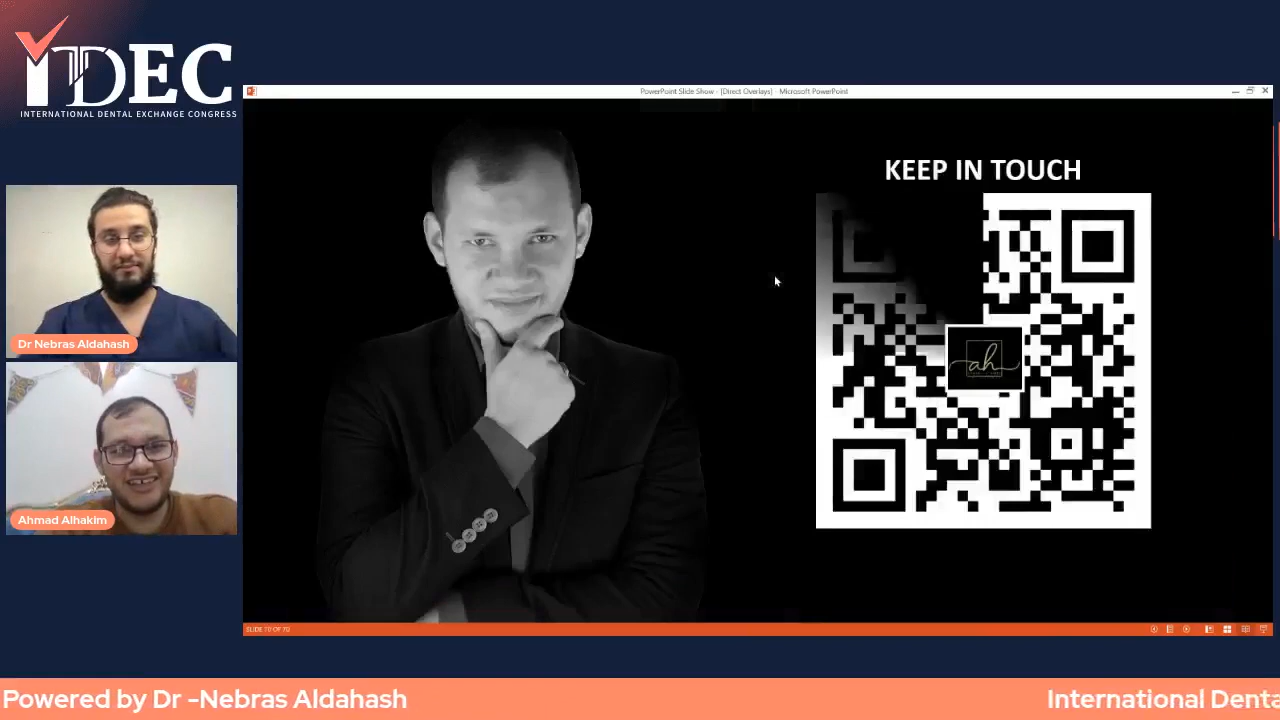 IDEC
INTERNATIONAL DENTAL EXCHANGE CONGRESS
PowerPoint Slide Show - [Direct Overlays] - Microsoft PowerPoint
KEEP IN TOUCH
ah
Dr Nebras Aldahash
Ahmad Alhakim
SLIDE 70 OF 70
Powered by Dr -Nebras Aldahash
International Denta